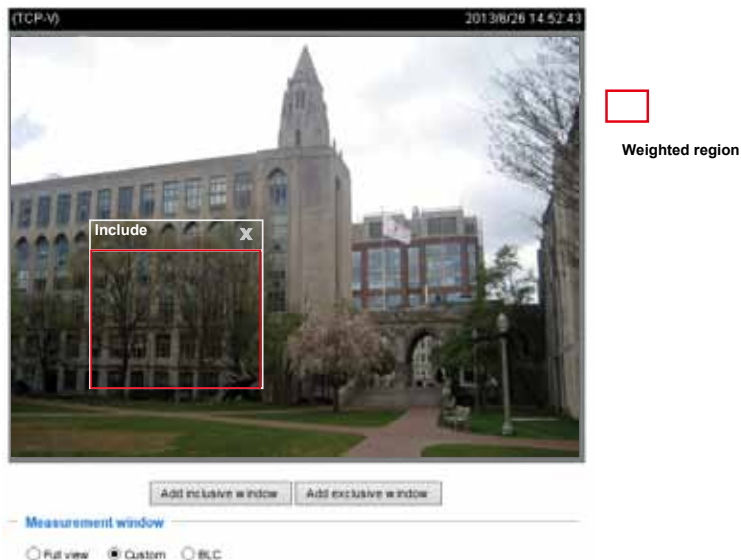 (TCP-V) 2013/8/26 14:52:43
Weighted region
Include X
Add inclusive window Add exclusive window
Measurement window
Full view Custom BLC